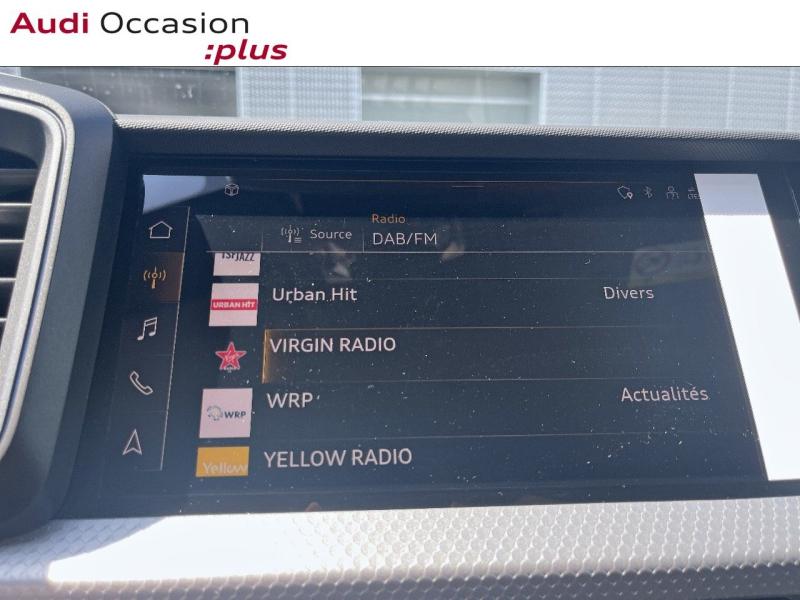 Audi Occasion
:plus
Radio
Source DAB/FM
TSFJAZZ
URBAN HIT Urban Hit Divers
VIRGIN RADIO
WRP WRP Actualités
Yellow YELLOW RADIO